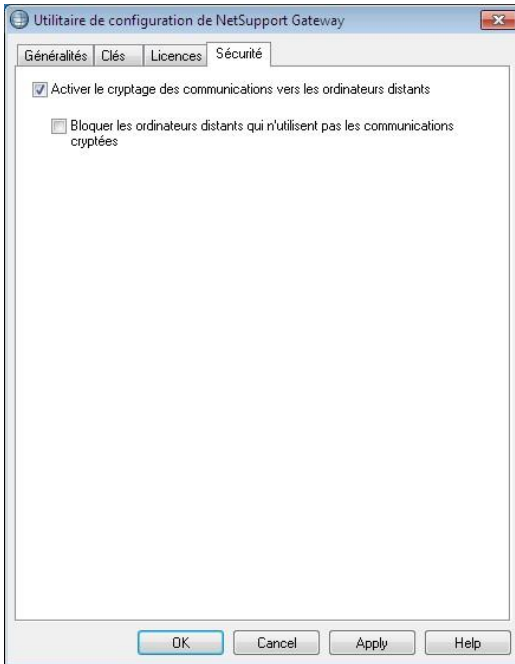 Utilitaire de configuration de NetSupport Gateway
Généralités Clés Licences Sécurité
Activer le cryptage des communications vers les ordinateurs distants
Bloquer les ordinateurs distants qui n'utilisent pas les communications
cryptées
OK Cancel Apply Help